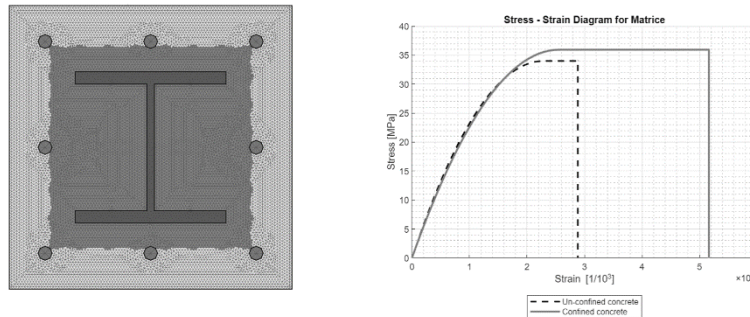 Stress - Strain Diagram for Matrice
40
35
30
25
20
15
10
5
0
Stress [MPa]
0 1 2 3 4 5
Strain [1/10³]
×10
Un-confined concrete
Confined concrete